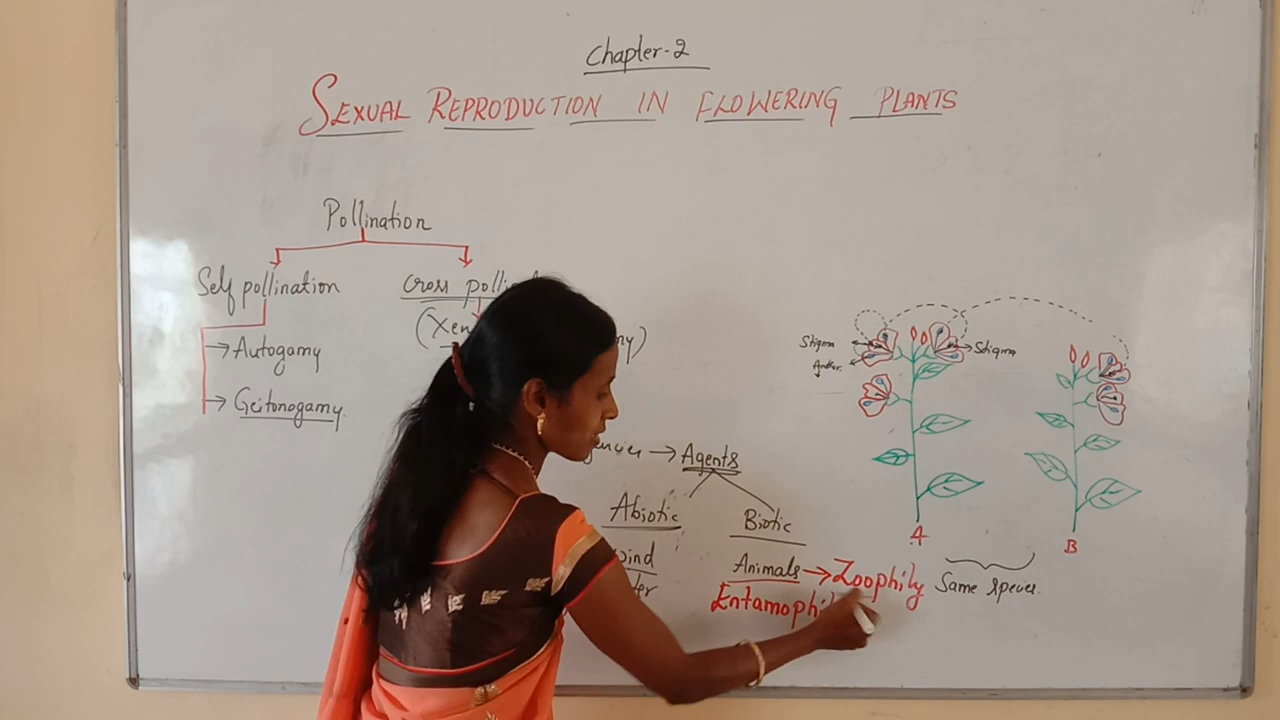 Chapter-2
SEXUAL REPRODUCTION IN FLOWERING PLANTS
Pollination
Self pollination
Cross
→ Autogamy
→ Geitonogamy.
→ Agents
Abiotic
Biotic
Animals → Zoophily
Stigma
Anther
Stigma
A
B
Same species.